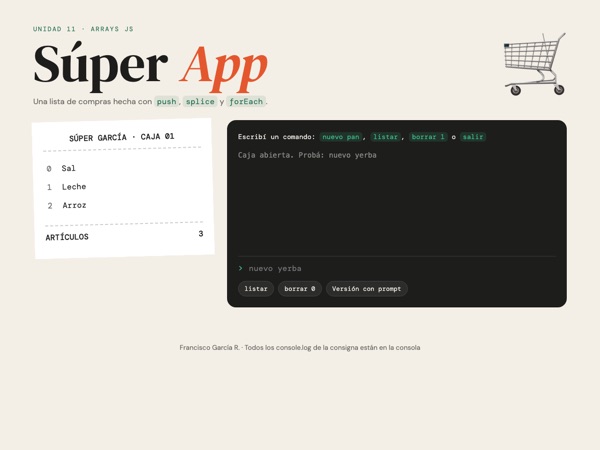 UNIDAD 11 · ARRAYS JS
Súper App
Una lista de compras hecha con push, splice y forEach.
SÚPER GARCÍA · CAJA 01
0 Sal
1 Leche
2 Arroz
ARTÍCULOS 3
Escribí un comando: nuevo pan, listar, borrar 1 o salir
Caja abierta. Probá: nuevo yerba
> nuevo yerba
listar borrar 0 Versión con prompt
Francisco García R. · Todos los console.log de la consigna están en la consola